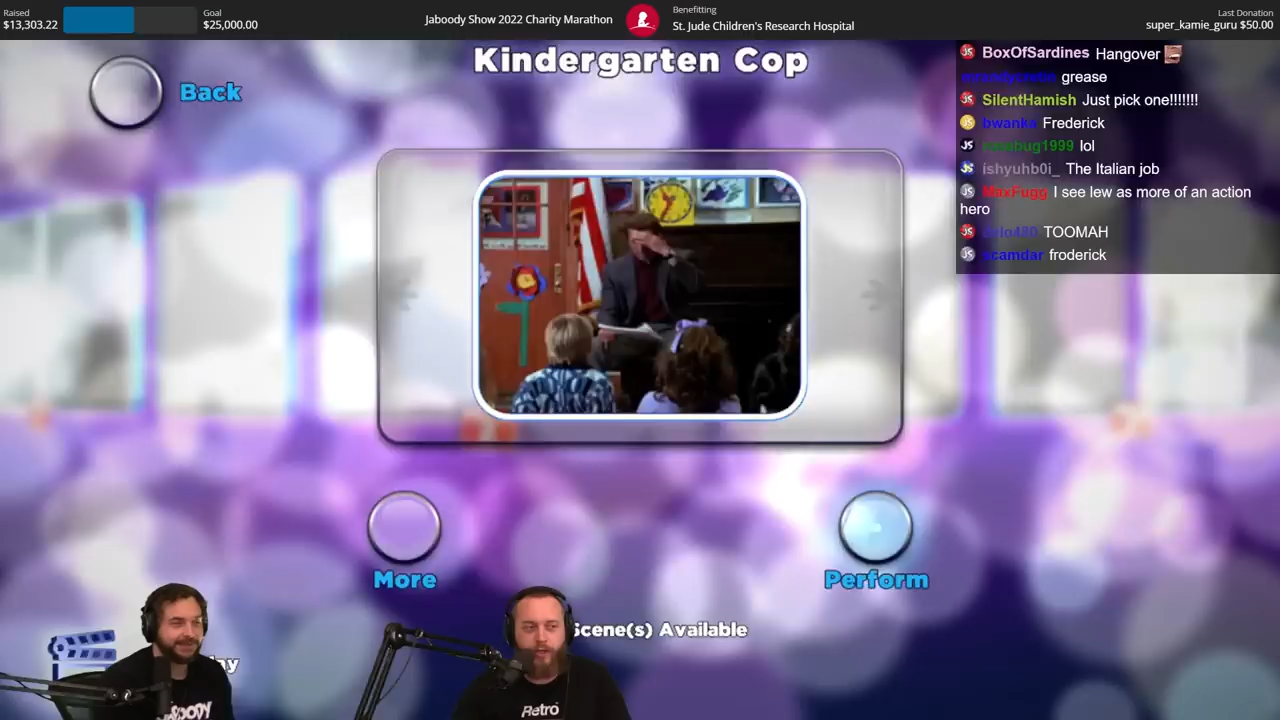 Raised
$13,303.22
Goal
$25,000.00
Jaboody Show 2022 Charity Marathon
Benefitting
St. Jude Children's Research Hospital
Last Donation
super_kamie_guru $50.00
Kindergarten Cop
Back
BoxOfSardines Hangover
grease
SilentHamish Just pick one!!!!!!!
bwanka Frederick
lol
ishyuhb0i_ The Italian job
MaxFugg I see lew as more of an action
hero
TOOMAH
scamdar froderick
More
Perform
Scene(s) Available
Retro